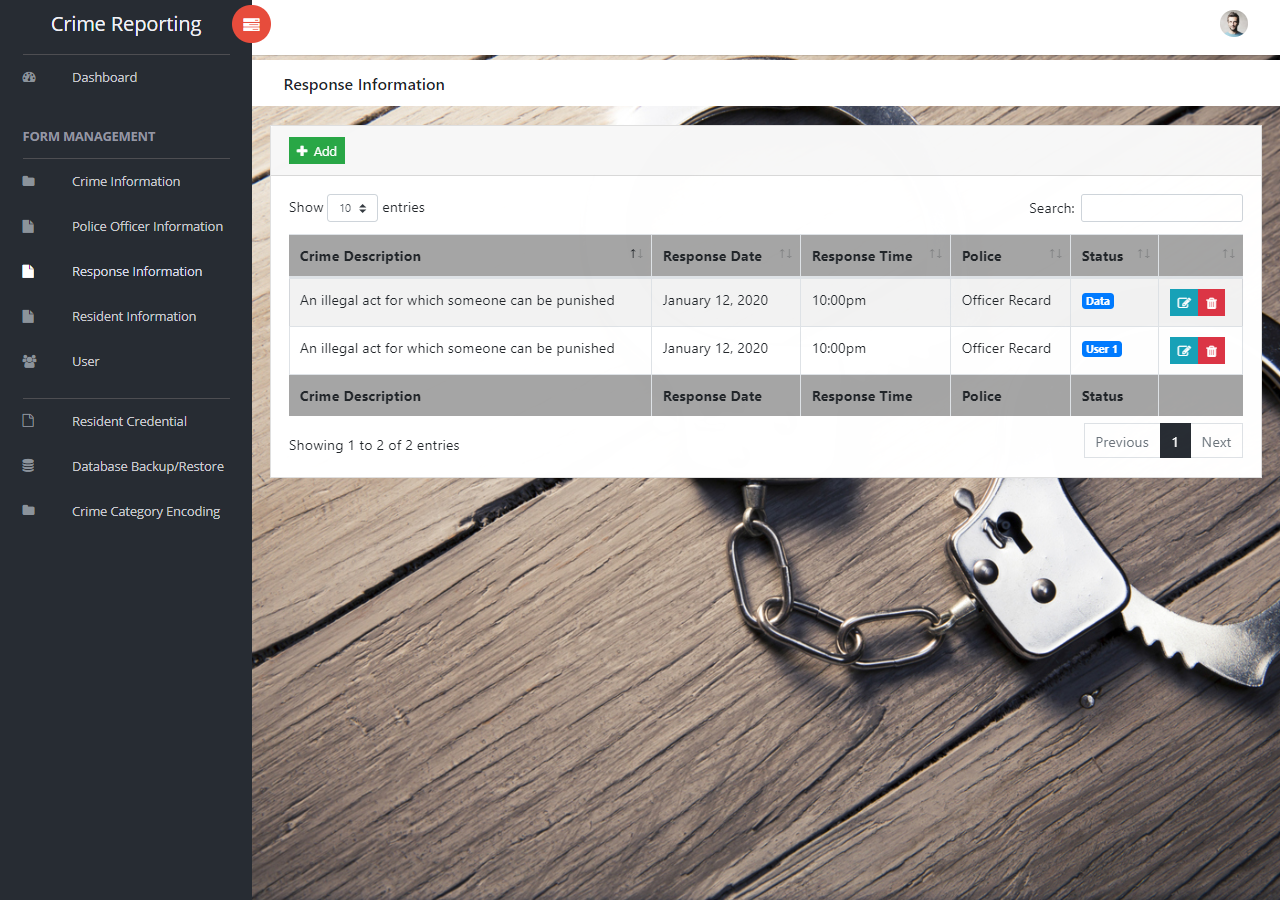 Crime Reporting
Dashboard
FORM MANAGEMENT
Crime Information
Police Officer Information
Response Information
Resident Information
User
Resident Credential
Database Backup/Restore
Crime Category Encoding
Response Information
Add
Show 10 entries Search:
Crime Description Response Date Response Time Police Status
An illegal act for which someone can be punished January 12, 2020 10:00pm Officer Recard Data
An illegal act for which someone can be punished January 12, 2020 10:00pm Officer Recard User 1
Crime Description Response Date Response Time Police Status
Showing 1 to 2 of 2 entries Previous 1 Next